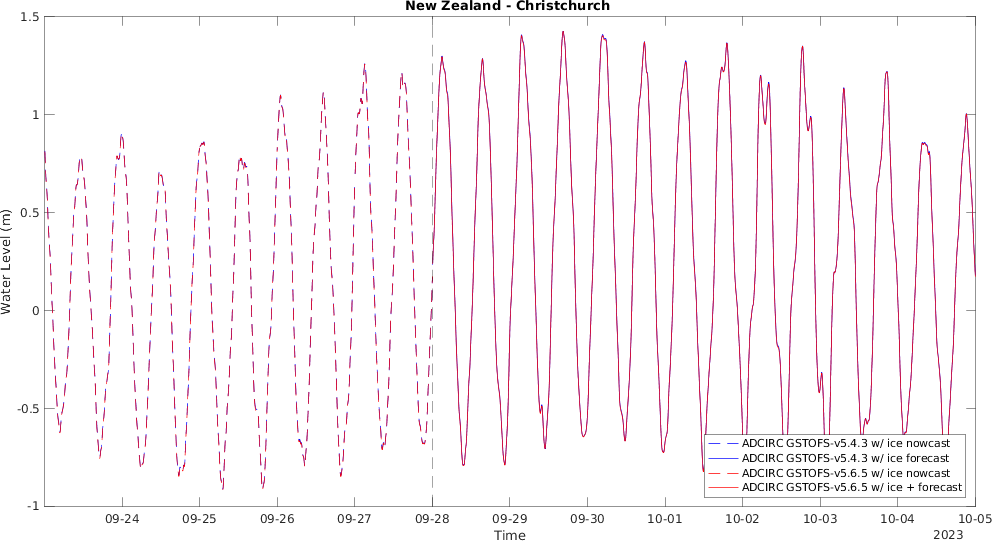 New Zealand - Christchurch
1.5
1
0.5
0
-0.5
-1
Water Level (m)
09-24 09-25 09-26 09-27 09-28 09-29 09-30 10-01 10-02 10-03 10-04 10-05
Time
2023
ADCIRC GSTOFS-v5.4.3 w/ ice nowcast
ADCIRC GSTOFS-v5.4.3 w/ ice forecast
ADCIRC GSTOFS-v5.6.5 w/ ice nowcast
ADCIRC GSTOFS-v5.6.5 w/ ice + forecast